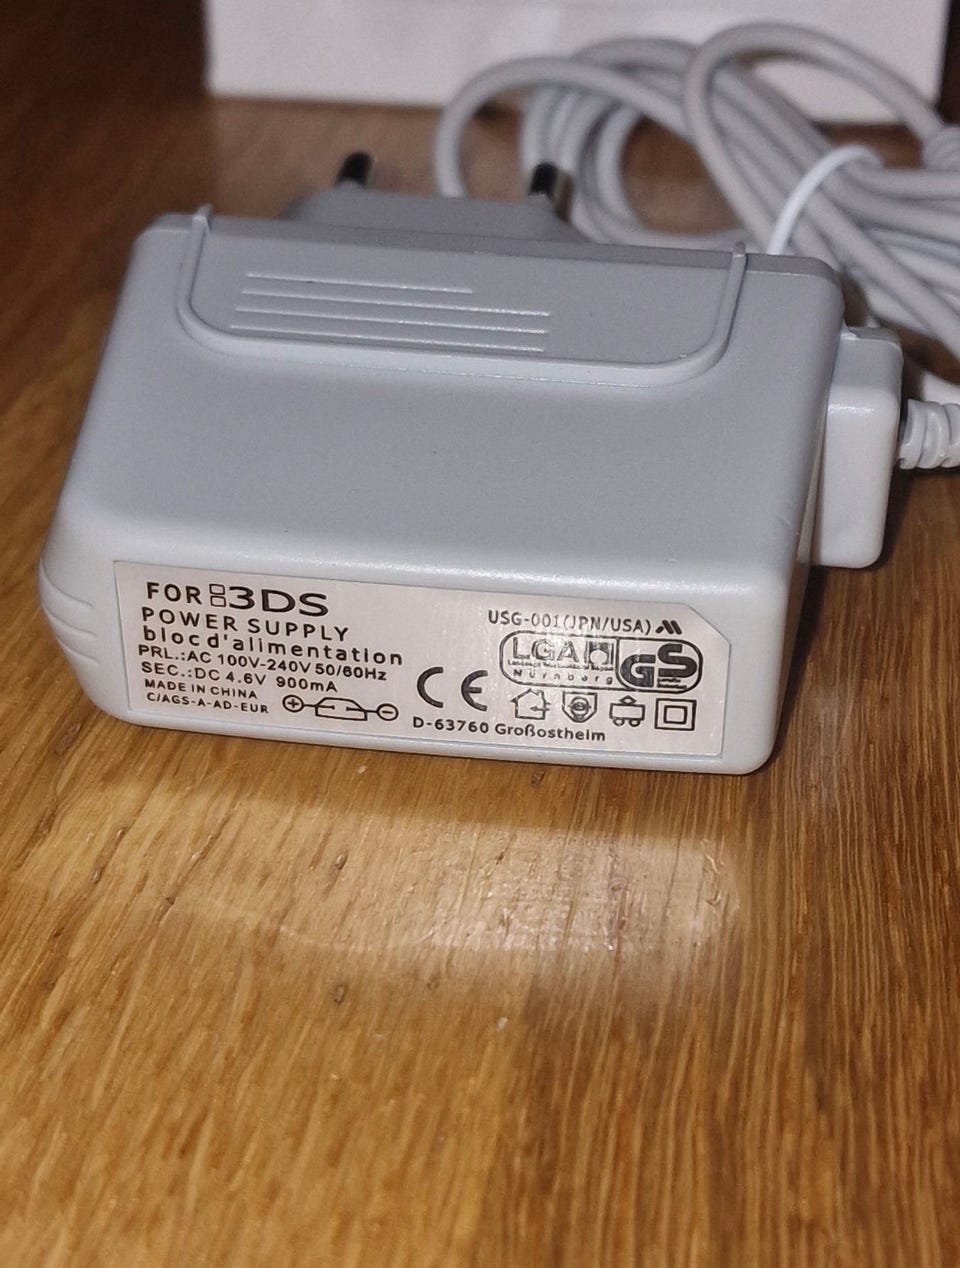 FOR 3DS
POWER SUPPLY
blocd'alimentation
PRL.:AC 100V-240V 50/60Hz
SEC.:DC 4.6V 900mA
MADE IN CHINA
C/AGS-A-AD-EUR
USG-001(JPN/USA)
LGA
Nürnberg
GS
CE
D-63760 Großostheim